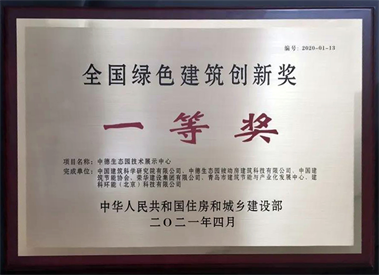 编号：2020-01-13
全国绿色建筑创新奖
一等奖
项目名称：中德生态园技术展示中心
完成单位：中国建筑科学研究院有限公司、中德生态园被动房建筑科技有限公司、中国
建筑节能协会、荣华建设集团有限公司、青岛市建筑节能与产业化发展中心、建
科环能（北京）科技有限公司
中华人民共和国住房和城乡建设部
二〇二一年四月